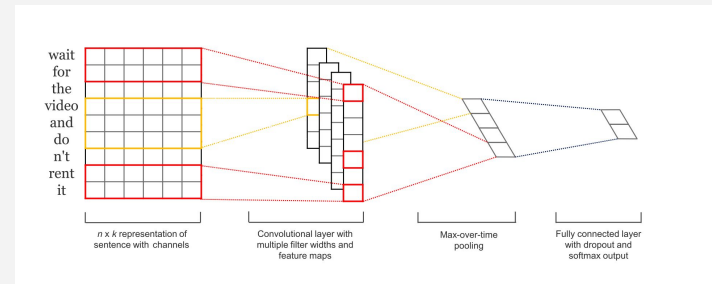 wait
for
the
video
and
do
n't
rent
it
n x k representation of
sentence with channels
Convolutional layer with
multiple filter widths and
feature maps
Max-over-time
pooling
Fully connected layer
with dropout and
softmax output